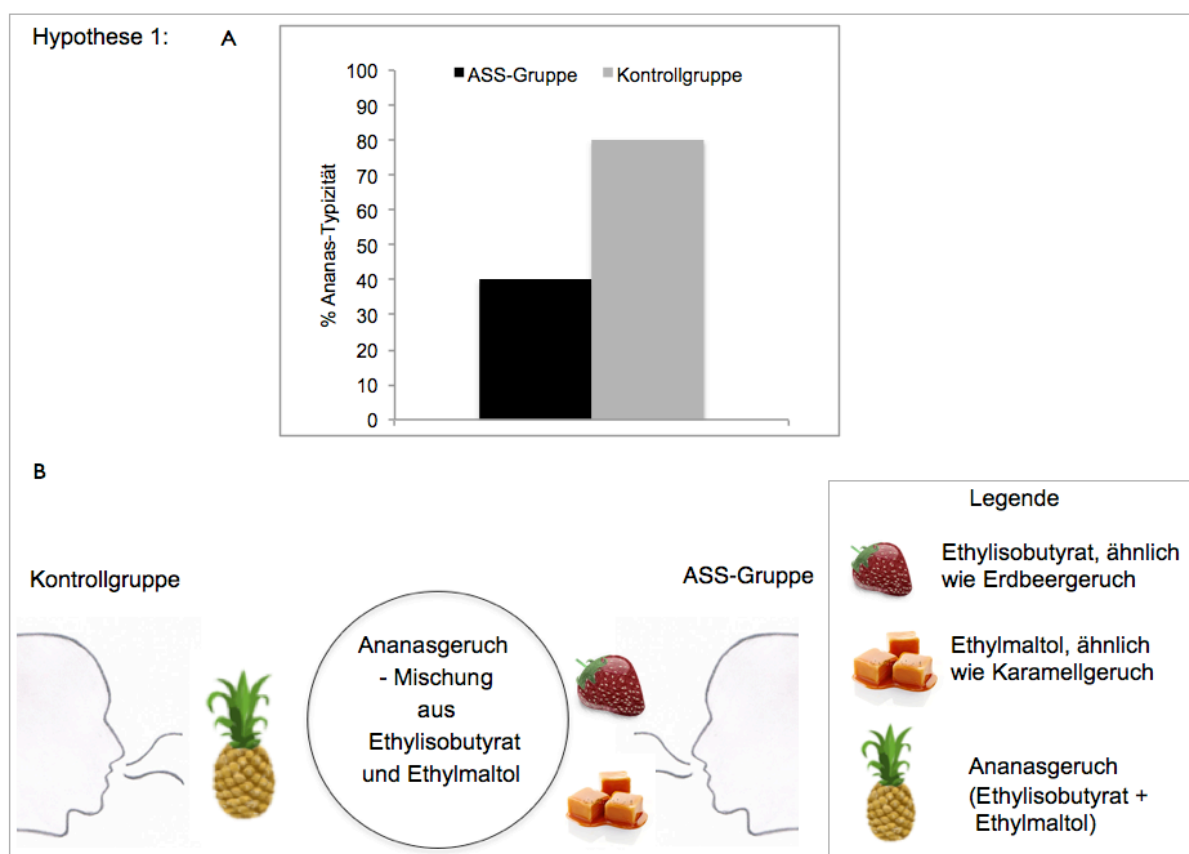 Hypothese 1: A
ASS-Gruppe Kontrollgruppe
100
90
80
70
60
50
40
30
20
10
0
% Ananas-Typizität
B
Kontrollgruppe
Ananasgeruch
- Mischung
aus
Ethylisobutyrat
und Ethylmaltol
ASS-Gruppe
Legende
Ethylisobutyrat, ähnlich
wie Erdbeergeruch
Ethylmaltol, ähnlich
wie Karamellgeruch
Ananasgeruch
(Ethylisobutyrat +
Ethylmaltol)